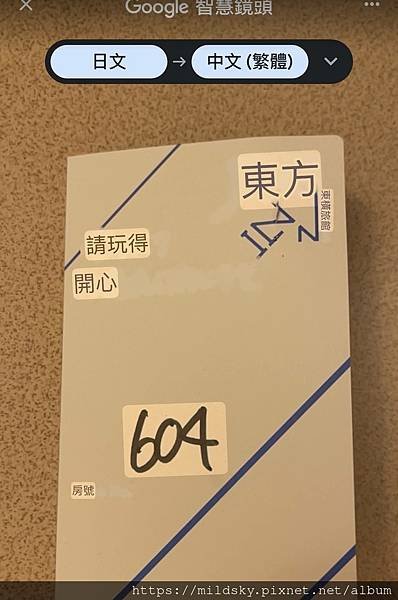 Google 智慧鏡頭
日文 → 中文 (繁體)
東方
東橫旅館
請玩得
開心
604
房號
https://mildsky.pixnet.net/album